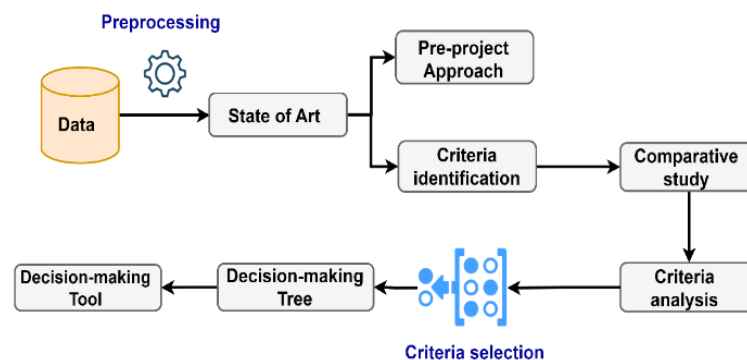 Preprocessing
Data
State of Art
Pre-project
Approach
Criteria
identification
Comparative
study
Criteria
analysis
Criteria selection
Decision-making
Tree
Decision-making
Tool